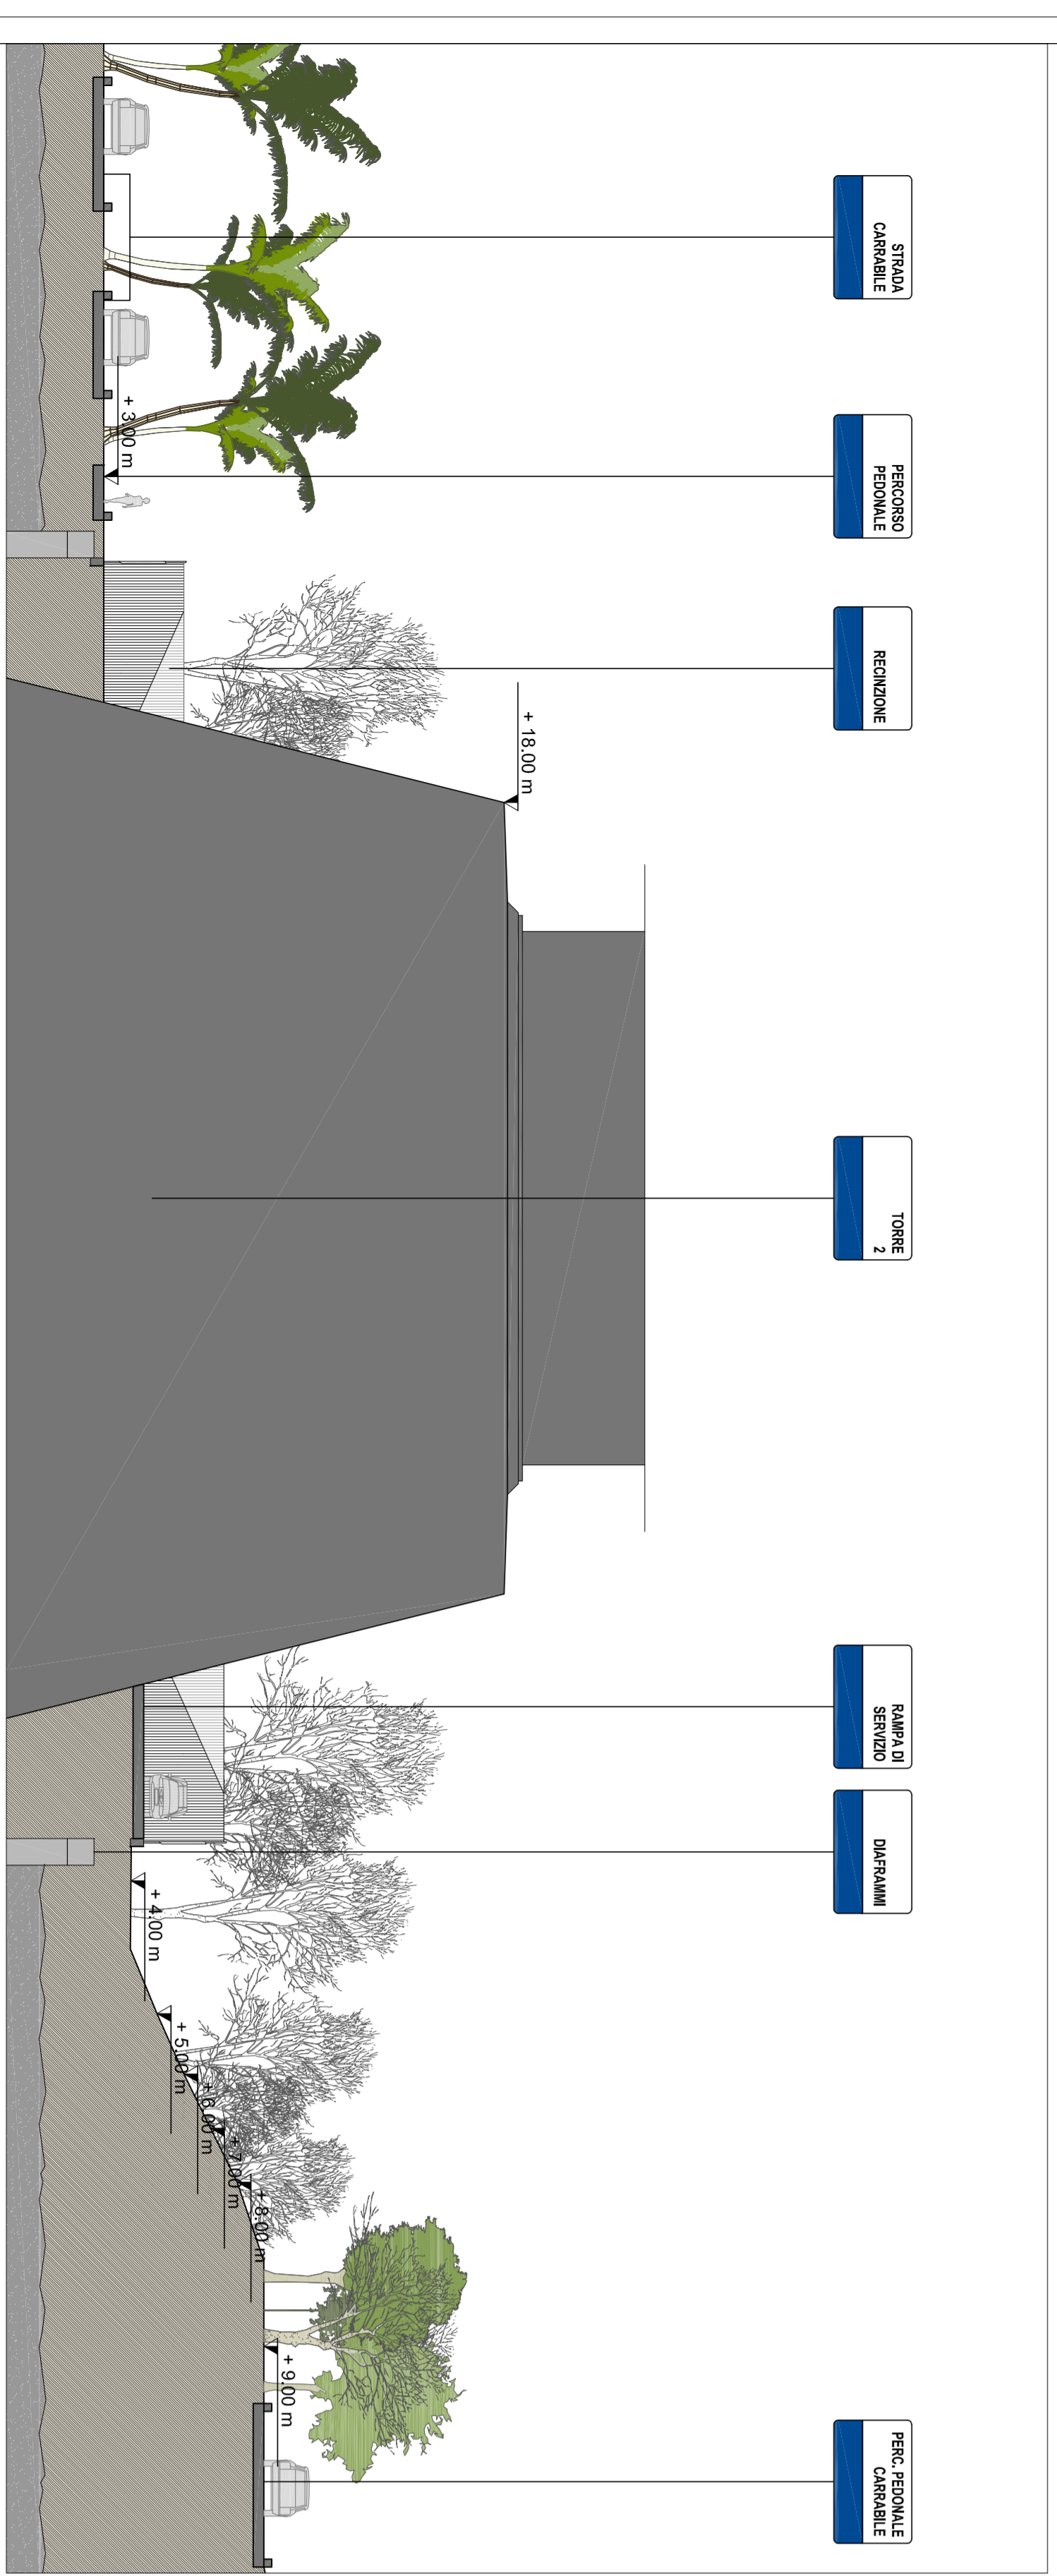 STRADA
CARRABILE
PERCORSO
PEDONALE
RECINZIONE
TORRE
2
RAMPA DI
SERVIZIO
DIAFRAMMI
PERC. PEDONALE
CARRABILE
+ 3.00 m
+ 18.00 m
+ 4.00 m
+ 5.00 m
+ 6.00 m
+ 7.00 m
+ 8.00 m
+ 9.00 m